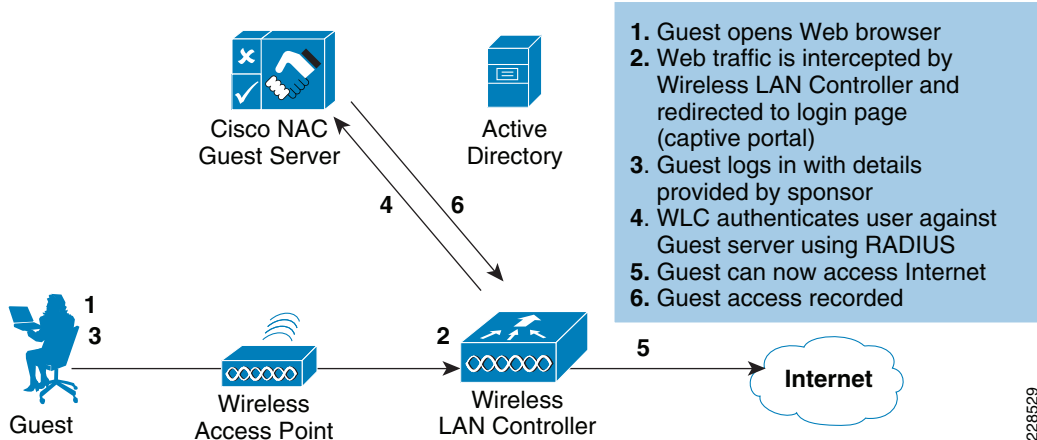 1. Guest opens Web browser
2. Web traffic is intercepted by
Wireless LAN Controller and
redirected to login page
(captive portal)
3. Guest logs in with details
provided by sponsor
4. WLC authenticates user against
Guest server using RADIUS
5. Guest can now access Internet
6. Guest access recorded
Cisco NAC
Guest Server
Active
Directory
4
6
1
3
2
5
Internet
Guest
Wireless
Access Point
Wireless
LAN Controller
228529